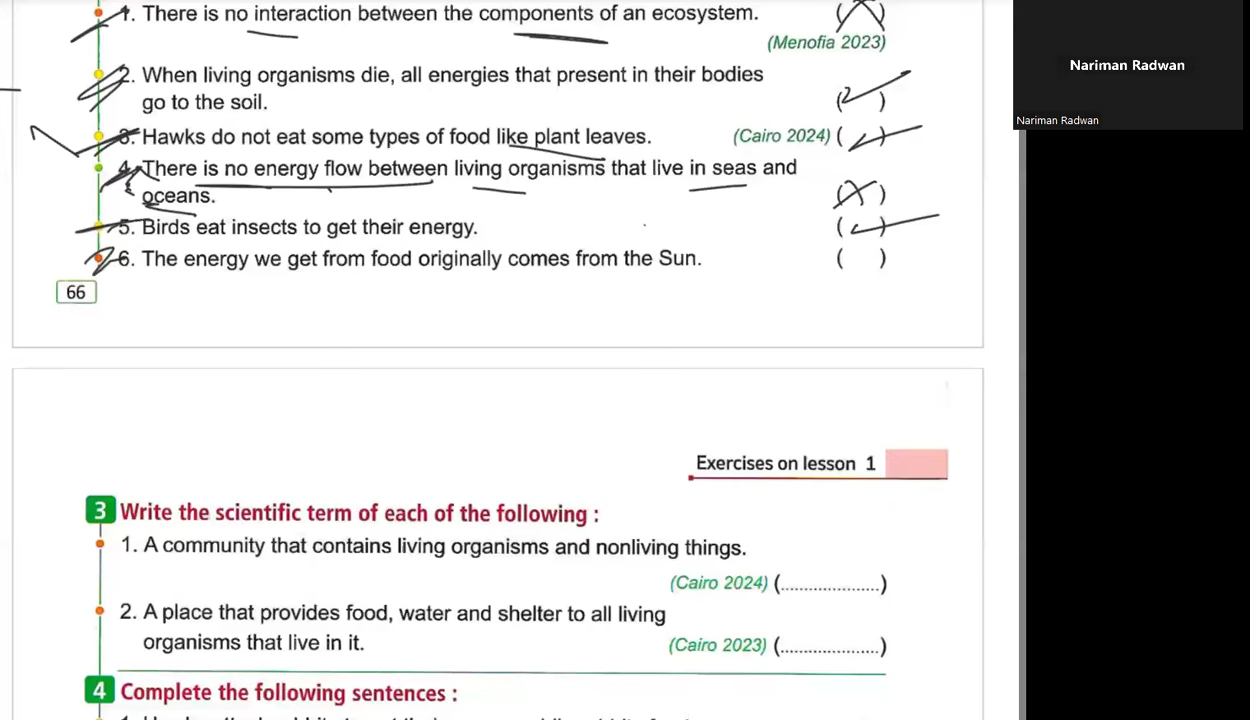 1. There is no interaction between the components of an ecosystem. ( )
(Menofia 2023)
2. When living organisms die, all energies that present in their bodies
go to the soil. ( )
3. Hawks do not eat some types of food like plant leaves. (Cairo 2024) ( )
4. There is no energy flow between living organisms that live in seas and
oceans. (X)
5. Birds eat insects to get their energy. ( )
6. The energy we get from food originally comes from the Sun. ( )
66
Exercises on lesson 1
3 Write the scientific term of each of the following :
1. A community that contains living organisms and nonliving things.
(Cairo 2024) (....................)
2. A place that provides food, water and shelter to all living
organisms that live in it. (Cairo 2023) (.....................)
4 Complete the following sentences :
Nariman Radwan
Nariman Radwan